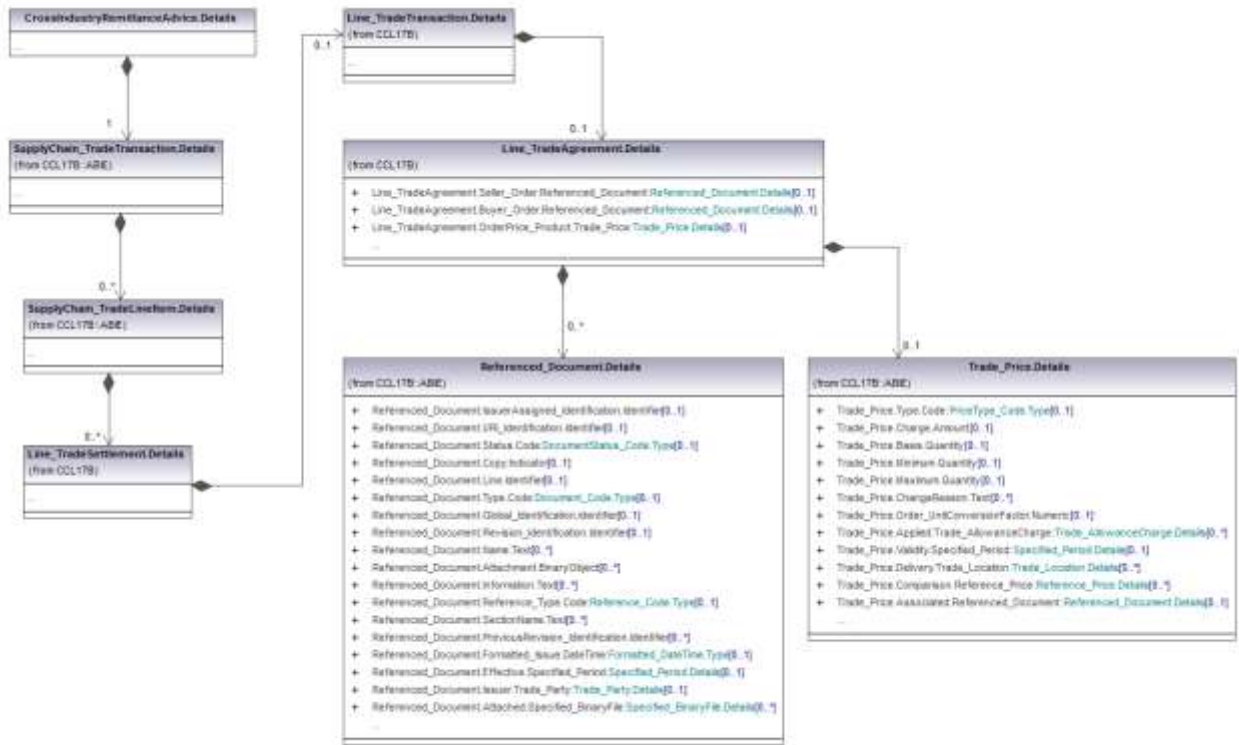 CrossIndustryRemittanceAdvice.Details
...
1
SupplyChain_TradeTransaction.Details
(from CCL17B::ABIE)
...
0..*
SupplyChain_TradeLineItem.Details
(from CCL17B::ABIE)
...
0..*
Line_TradeSettlement.Details
(from CCL17B)
...
0..1
Line_TradeTransaction.Details
(from CCL17B)
...
0..1
Line_TradeAgreement.Details
(from CCL17B)
+ Line_TradeAgreement.Seller_Order.Referenced_Document:Referenced_Document.Details[0..1]
+ Line_TradeAgreement.Buyer_Order.Referenced_Document:Referenced_Document.Details[0..1]
+ Line_TradeAgreement.OrderPrice_Product.Trade_Price:Trade_Price.Details[0..1]
...
0..*
0..1
Referenced_Document.Details
(from CCL17B::ABIE)
+ Referenced_Document.IssuerAssigned_Identification.Identifier[0..1]
+ Referenced_Document.URI_Identification.Identifier[0..1]
+ Referenced_Document.Status.Code:DocumentStatus_Code.Type[0..1]
+ Referenced_Document.Copy.Indicator[0..1]
+ Referenced_Document.Line.Identifier[0..1]
+ Referenced_Document.Type.Code:Document_Code.Type[0..1]
+ Referenced_Document.Global_Identification.Identifier[0..1]
+ Referenced_Document.Revision_Identification.Identifier[0..1]
+ Referenced_Document.Name.Text[0..*]
+ Referenced_Document.Attachment.BinaryObject[0..*]
+ Referenced_Document.Information.Text[0..*]
+ Referenced_Document.Reference_Type.Code:Reference_Code.Type[0..1]
+ Referenced_Document.SectionName.Text[0..*]
+ Referenced_Document.PreviousRevision_Identification.Identifier[0..*]
+ Referenced_Document.Formatted_Issue.DateTime:Formatted_DateTime.Type[0..1]
+ Referenced_Document.Effective.Specified_Period:Specified_Period.Details[0..1]
+ Referenced_Document.Issuer.Trade_Party:Trade_Party.Details[0..1]
+ Referenced_Document.Attached.Specified_BinaryFile:Specified_BinaryFile.Details[0..*]
...
Trade_Price.Details
(from CCL17B::ABIE)
+ Trade_Price.Type.Code:PriceType_Code.Type[0..1]
+ Trade_Price.Charge.Amount[0..1]
+ Trade_Price.Basis.Quantity[0..1]
+ Trade_Price.Minimum.Quantity[0..1]
+ Trade_Price.Maximum.Quantity[0..1]
+ Trade_Price.ChangeReason.Text[0..*]
+ Trade_Price.Order_UnitConversionFactor.Numeric[0..1]
+ Trade_Price.Applied.Trade_AllowanceCharge:Trade_AllowanceCharge.Details[0..*]
+ Trade_Price.Validity.Specified_Period:Specified_Period.Details[0..1]
+ Trade_Price.Delivery.Trade_Location:Trade_Location.Details[0..*]
+ Trade_Price.Comparison.Reference_Price:Reference_Price.Details[0..*]
+ Trade_Price.Associated.Referenced_Document:Referenced_Document.Details[0..1]
...